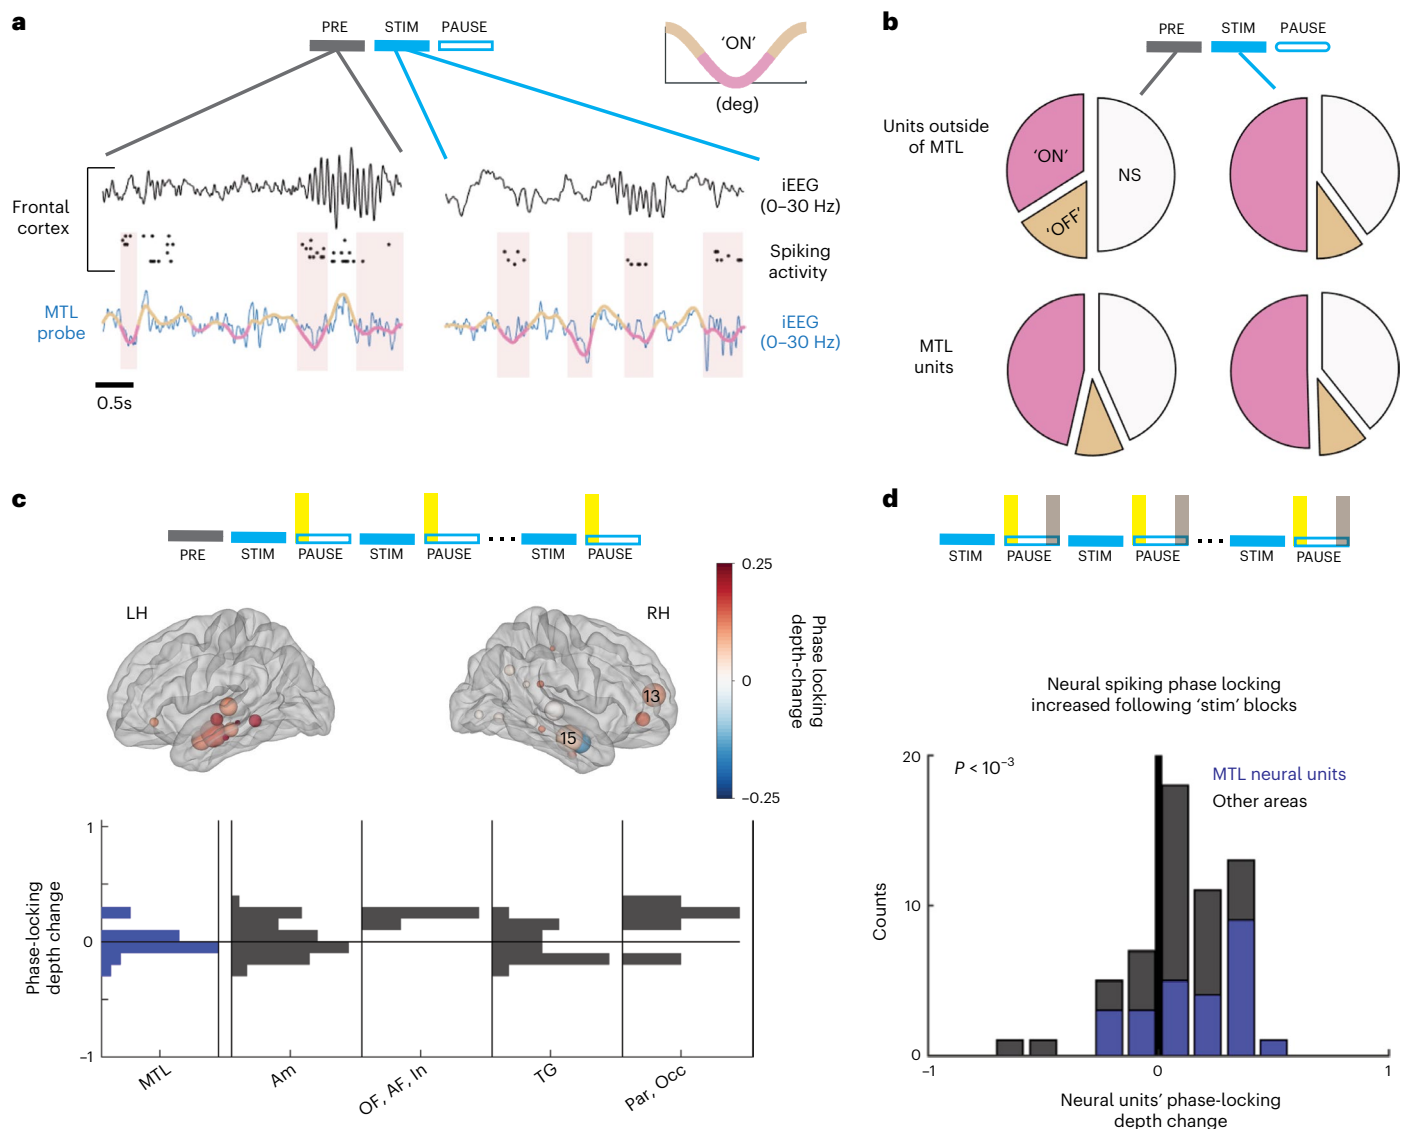 a
PRE STIM PAUSE
'ON'
(deg)
Frontal
cortex
iEEG
(0–30 Hz)
Spiking
activity
MTL
probe
iEEG
(0–30 Hz)
0.5s
b
PRE STIM PAUSE
Units outside
of MTL
'ON'
NS
'OFF'
MTL
units
c
PRE STIM PAUSE STIM PAUSE STIM PAUSE
LH
RH
13
15
0.25
0
–0.25
Phase locking
depth-change
Phase-locking
depth change
1
0
–1
MTL
Am
OF, AF, In
TG
Par, Occ
d
STIM PAUSE STIM PAUSE STIM PAUSE
Neural spiking phase locking
increased following 'stim' blocks
P < 10⁻³
MTL neural units
Other areas
Counts
20
10
0
–1 0 1
Neural units' phase-locking
depth change